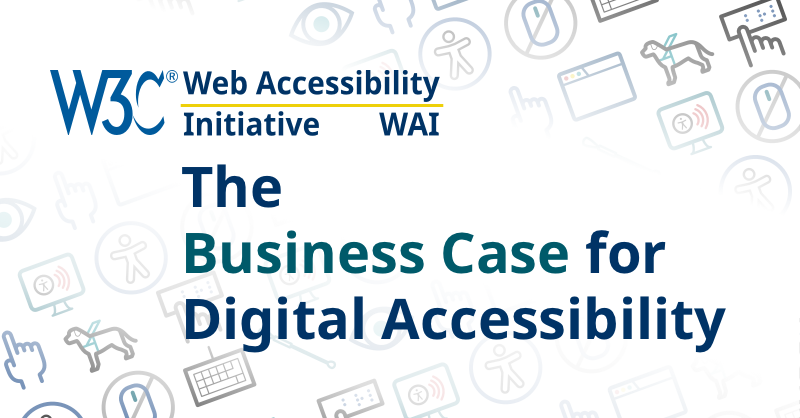 W3C® Web Accessibility
Initiative WAI
The
Business Case for
Digital Accessibility